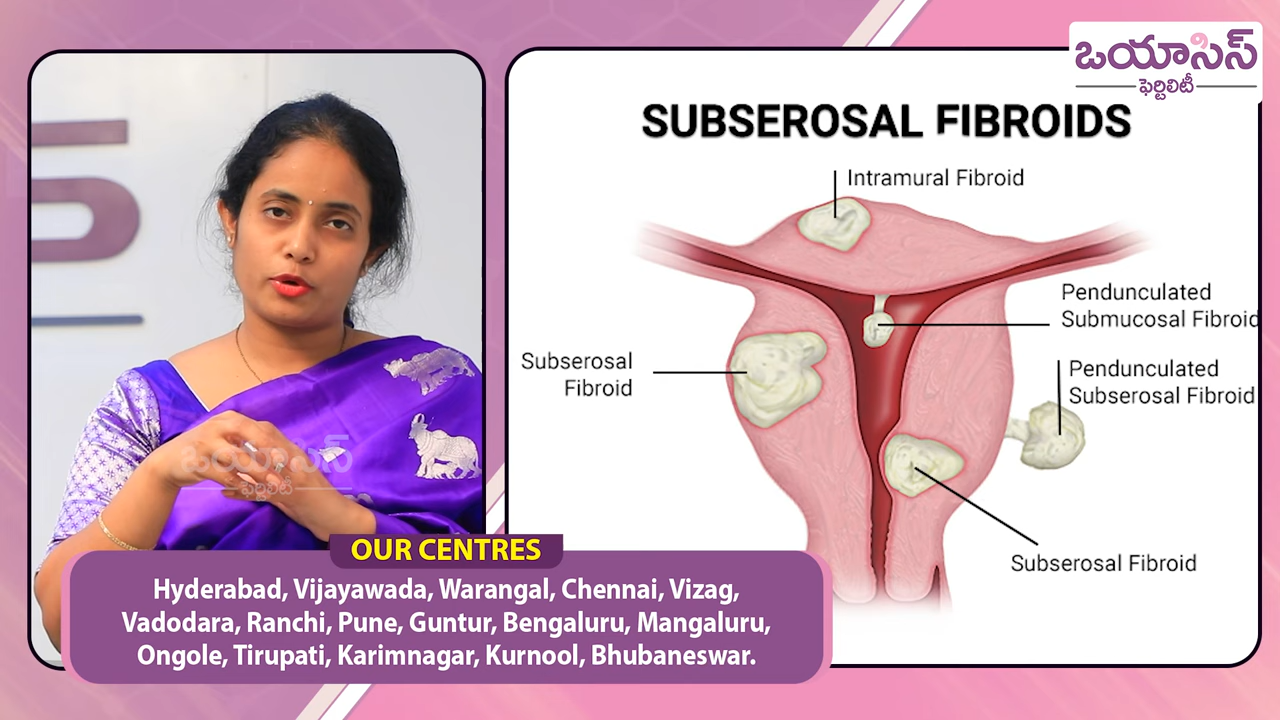 ఒయాసిస్
ఫెర్టిలిటీ
SUBSEROSAL FIBROIDS
Intramural Fibroid
Pendunculated
Submucosal Fibroid
Pendunculated
Subserosal Fibroid
Subserosal
Fibroid
Subserosal Fibroid
ఒయాసిస్
ఫెర్టిలిటీ
OUR CENTRES
Hyderabad, Vijayawada, Warangal, Chennai, Vizag,
Vadodara, Ranchi, Pune, Guntur, Bengaluru, Mangaluru,
Ongole, Tirupati, Karimnagar, Kurnool, Bhubaneswar.